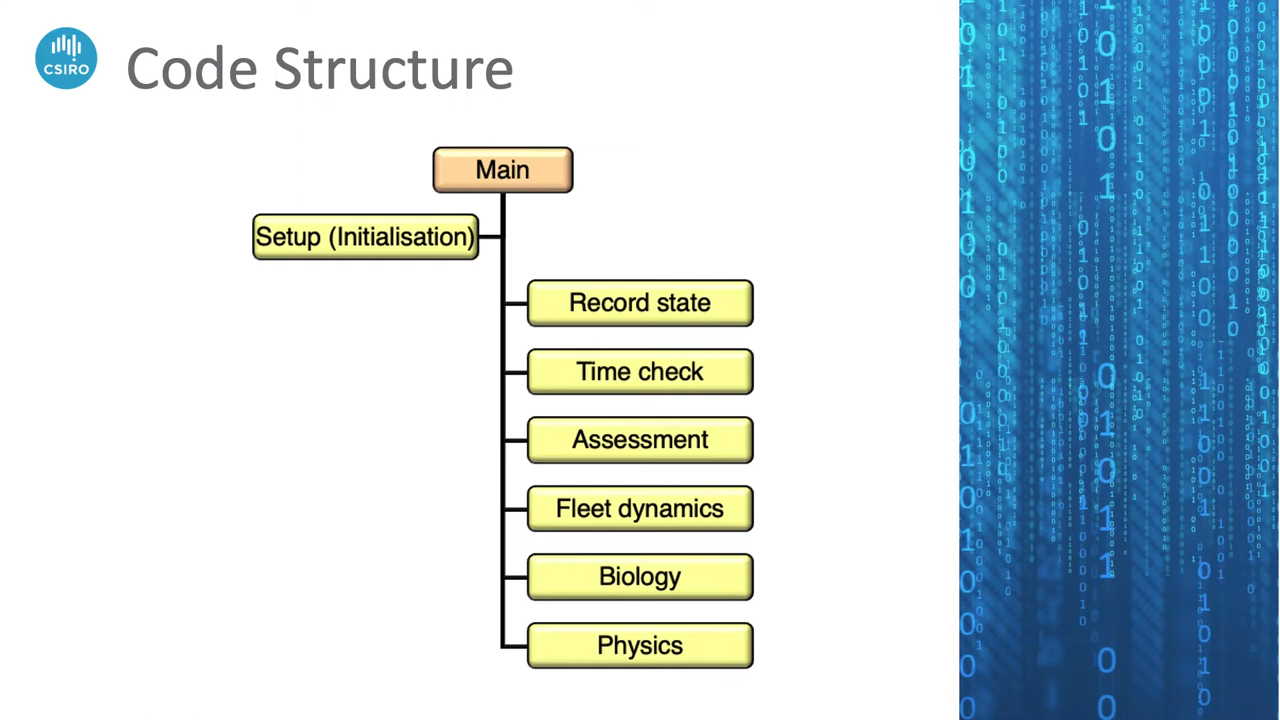 CSIRO
Code Structure
Main
Setup (Initialisation)
Record state
Time check
Assessment
Fleet dynamics
Biology
Physics